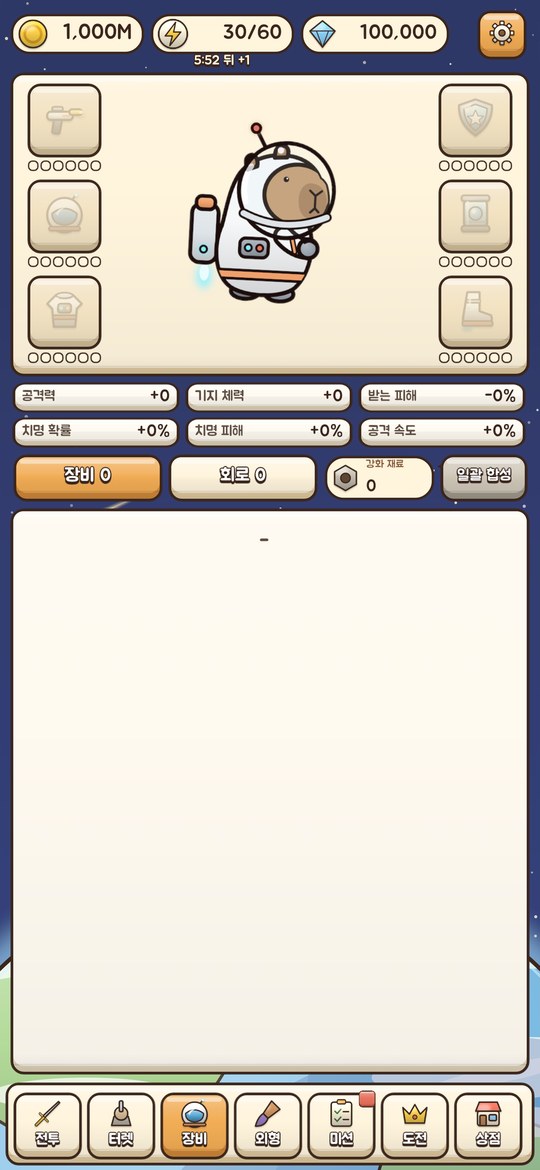 1,000M
30/60
100,000
5:52 뒤 +1
공격력 +0
기지 체력 +0
받는 피해 -0%
치명 확률 +0%
치명 피해 +0%
공격 속도 +0%
장비 0
회로 0
강화 재료
0
일괄 합성
-
전투
터렛
장비
외형
미션
도전
상점